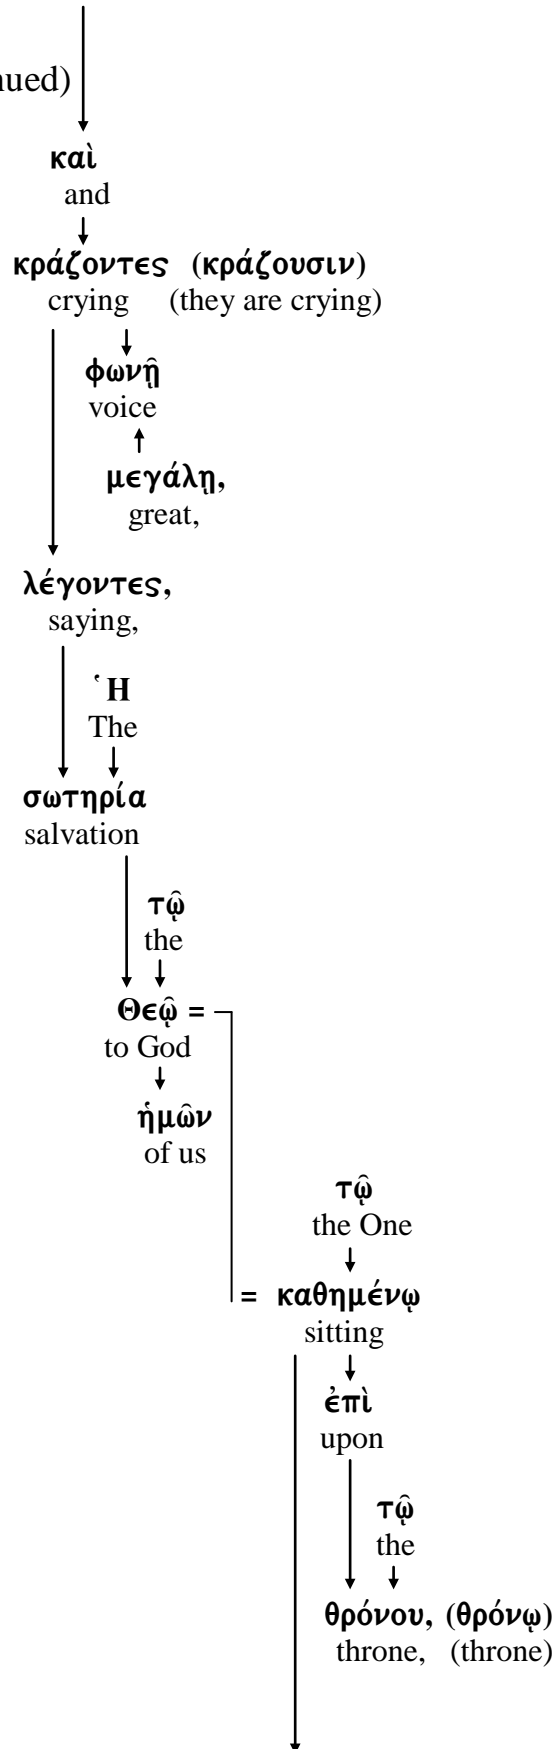 nued)
καὶ
and
κράζοντες (κράζουσιν)
crying (they are crying)
φωνῇ
voice
μεγάλῃ,
great,
λέγοντες,
saying,
Ἡ
The
σωτηρία
salvation
τῷ
the
Θεῷ =
to God
ἡμῶν
of us
τῷ
the One
= καθημένῳ
sitting
ἐπὶ
upon
τῷ
the
θρόνου, (θρόνῳ)
throne, (throne)